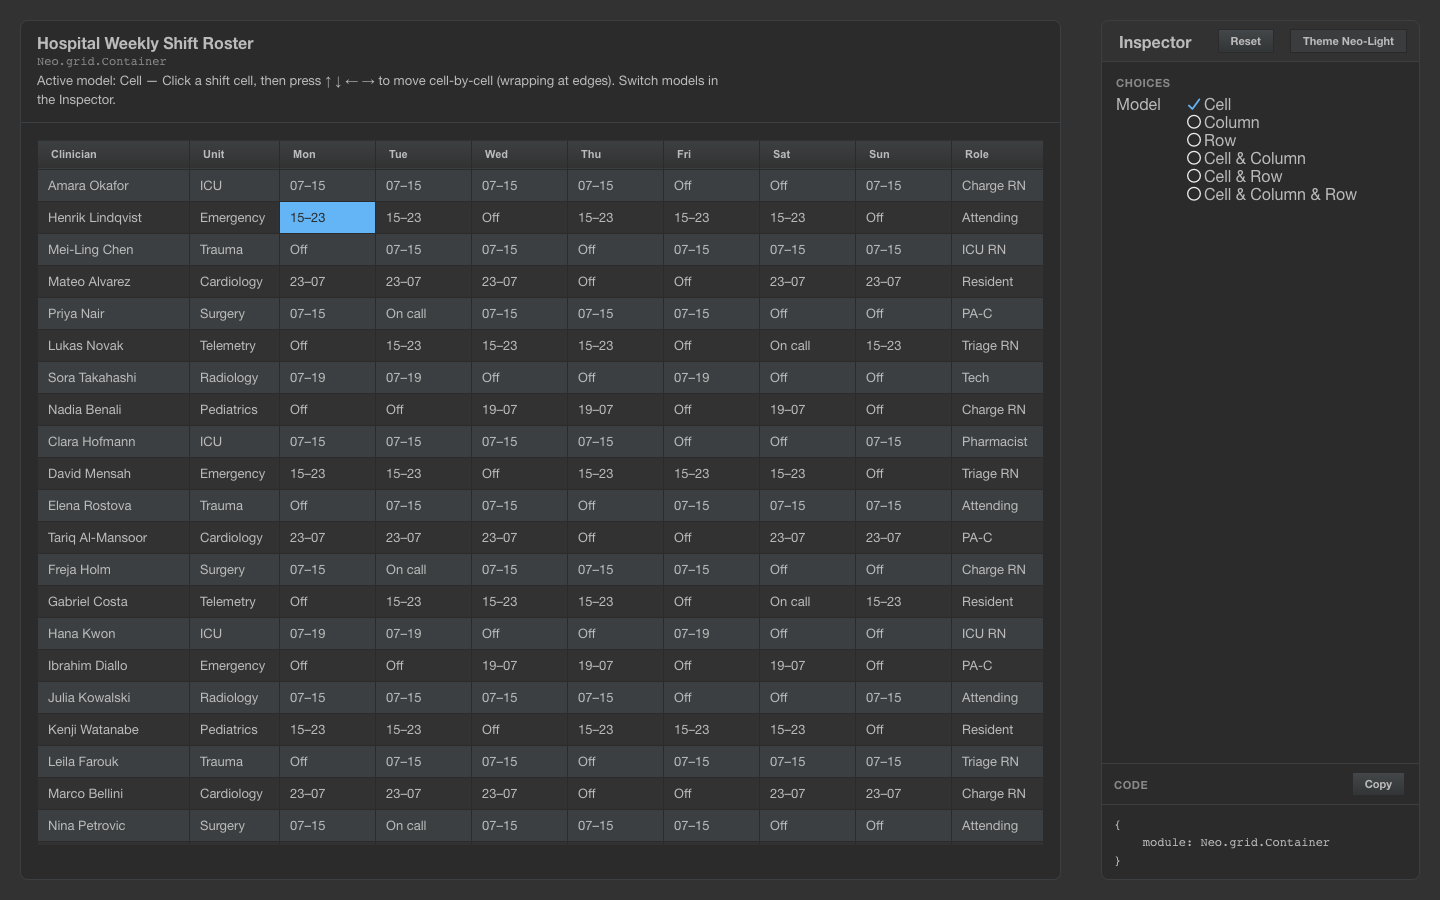 Hospital Weekly Shift Roster
Neo.grid.Container
Active model: Cell — Click a shift cell, then press ↑ ↓ ← → to move cell-by-cell (wrapping at edges). Switch models in
the Inspector.
Clinician Unit Mon Tue Wed Thu Fri Sat Sun Role
Amara Okafor ICU 07–15 07–15 07–15 07–15 Off Off 07–15 Charge RN
Henrik Lindqvist Emergency 15–23 15–23 Off 15–23 15–23 15–23 Off Attending
Mei-Ling Chen Trauma Off 07–15 07–15 Off 07–15 07–15 07–15 ICU RN
Mateo Alvarez Cardiology 23–07 23–07 23–07 Off Off 23–07 23–07 Resident
Priya Nair Surgery 07–15 On call 07–15 07–15 07–15 Off Off PA-C
Lukas Novak Telemetry Off 15–23 15–23 15–23 Off On call 15–23 Triage RN
Sora Takahashi Radiology 07–19 07–19 Off Off 07–19 Off Off Tech
Nadia Benali Pediatrics Off Off 19–07 19–07 Off 19–07 Off Charge RN
Clara Hofmann ICU 07–15 07–15 07–15 07–15 Off Off 07–15 Pharmacist
David Mensah Emergency 15–23 15–23 Off 15–23 15–23 15–23 Off Triage RN
Elena Rostova Trauma Off 07–15 07–15 Off 07–15 07–15 07–15 Attending
Tariq Al-Mansoor Cardiology 23–07 23–07 23–07 Off Off 23–07 23–07 PA-C
Freja Holm Surgery 07–15 On call 07–15 07–15 07–15 Off Off Charge RN
Gabriel Costa Telemetry Off 15–23 15–23 15–23 Off On call 15–23 Resident
Hana Kwon ICU 07–19 07–19 Off Off 07–19 Off Off ICU RN
Ibrahim Diallo Emergency Off Off 19–07 19–07 Off 19–07 Off PA-C
Julia Kowalski Radiology 07–15 07–15 07–15 07–15 Off Off 07–15 Attending
Kenji Watanabe Pediatrics 15–23 15–23 Off 15–23 15–23 15–23 Off Resident
Leila Farouk Trauma Off 07–15 07–15 Off 07–15 07–15 07–15 Triage RN
Marco Bellini Cardiology 23–07 23–07 23–07 Off Off 23–07 23–07 Charge RN
Nina Petrovic Surgery 07–15 On call 07–15 07–15 07–15 Off Off Attending
Inspector Reset Theme Neo-Light
CHOICES
Model Cell
Column
Row
Cell & Column
Cell & Row
Cell & Column & Row
CODE Copy
{
module: Neo.grid.Container
}